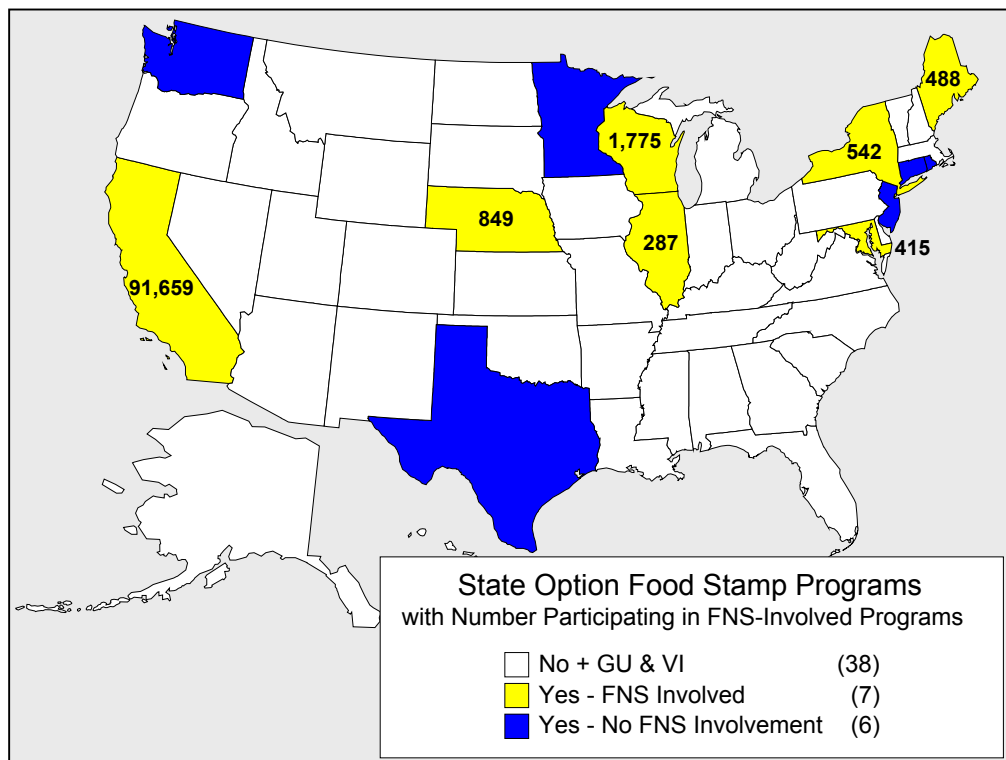 488
1,775
542
849
287
415
91,659
State Option Food Stamp Programs
with Number Participating in FNS-Involved Programs
No + GU & VI (38)
Yes - FNS Involved (7)
Yes - No FNS Involvement (6)